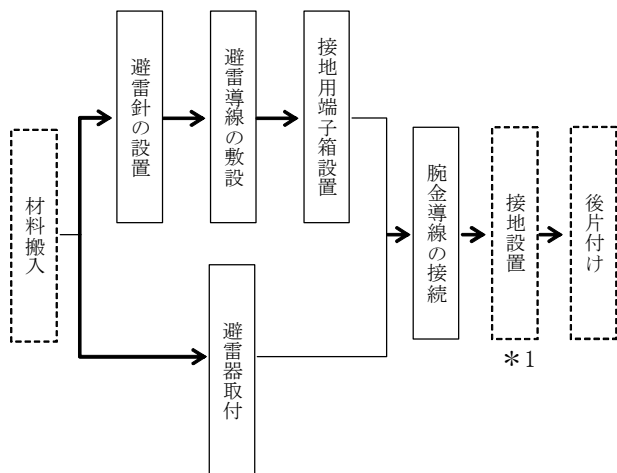 材料搬入
避雷針の設置
避雷導線の敷設
接地用端子箱設置
避雷器取付
腕金導線の接続
接地設置
＊1
後片付け